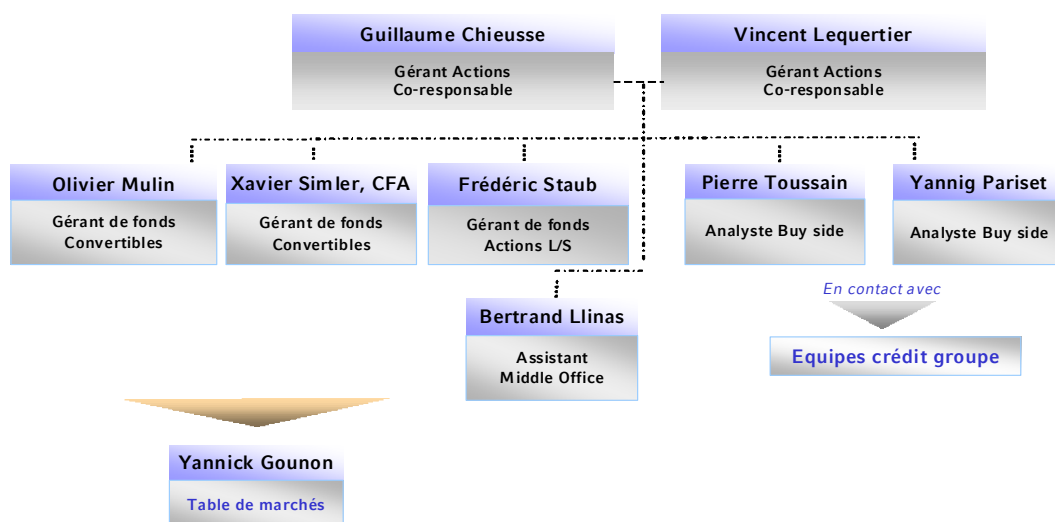 Guillaume Chieusse
Gérant Actions
Co-responsable
Vincent Lequertier
Gérant Actions
Co-responsable
Olivier Mulin
Gérant de fonds
Convertibles
Xavier Simler, CFA
Gérant de fonds
Convertibles
Frédéric Staub
Gérant de fonds
Actions L/S
Pierre Toussain
Analyste Buy side
Yannig Pariset
Analyste Buy side
En contact avec
Equipes crédit groupe
Bertrand Llinas
Assistant
Middle Office
Yannick Gounon
Table de marchés